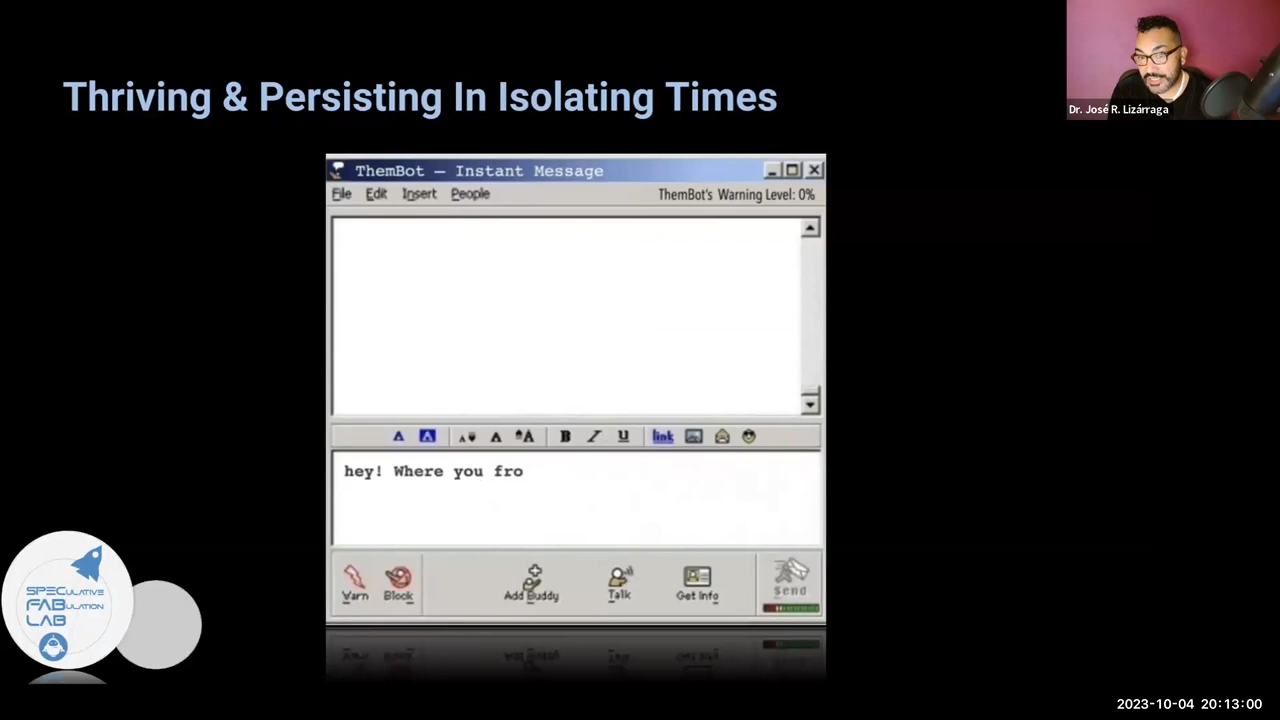 Dr. José R. Lizárraga
Thriving & Persisting In Isolating Times
ThemBot — Instant Message
File Edit Insert People ThemBot's Warning Level: 0%
A A A A A B I U link
hey! Where you fro
Warn Block Add Buddy Talk Get Info Send
SPECULATIVE
FABULATION
LAB
2023-10-04 20:13:00